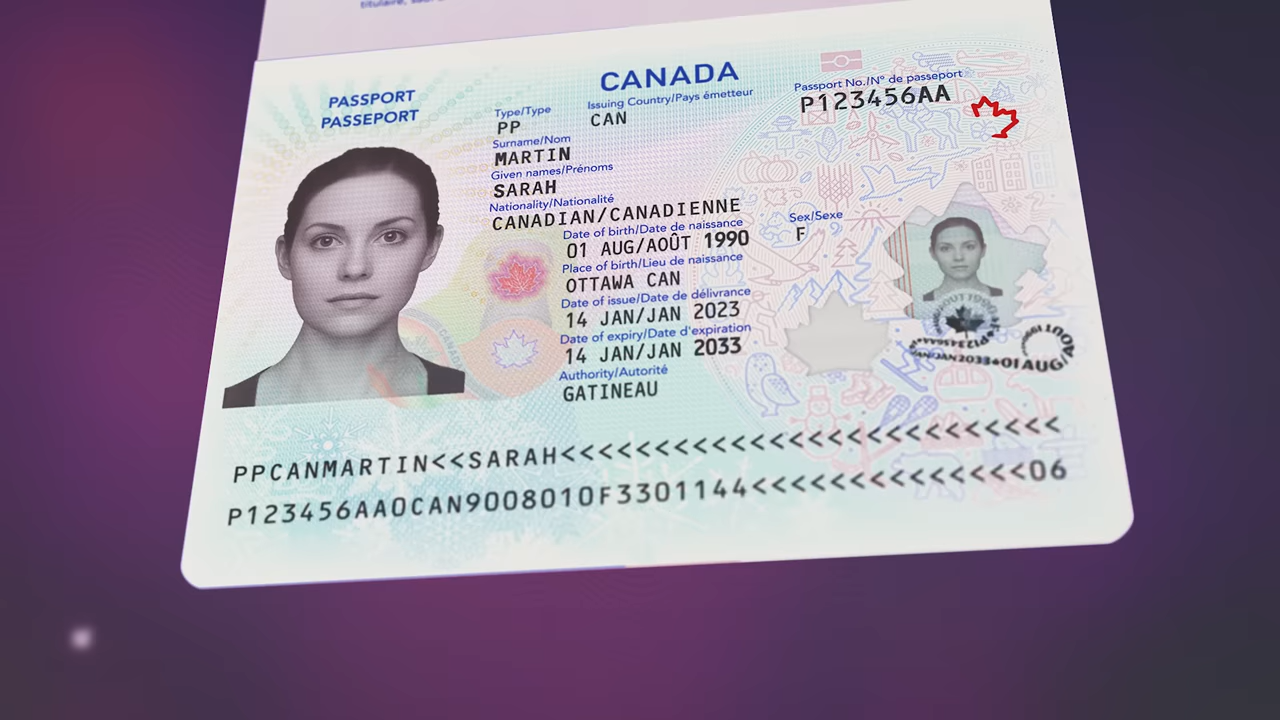 titulaire,
CANADA
PASSPORT
PASSEPORT
Type/Type
Issuing Country/Pays émetteur
Passport No./N° de passeport
PP
CAN
P123456AA
Surname/Nom
MARTIN
Given names/Prénoms
SARAH
Nationality/Nationalité
CANADIAN/CANADIENNE
Date of birth/Date de naissance
Sex/Sexe
01 AUG/AOÛT 1990
F
Place of birth/Lieu de naissance
OTTAWA CAN
Date of issue/Date de délivrance
14 JAN/JAN 2023
Date of expiry/Date d'expiration
14 JAN/JAN 2033
Authority/Autorité
GATINEAU
PPCANMARTIN<<SARAH<<<<<<<<<<<<<<<<<<<<<<<<<<
P123456AA0CAN9008010F3301144<<<<<<<<<<<<<<06